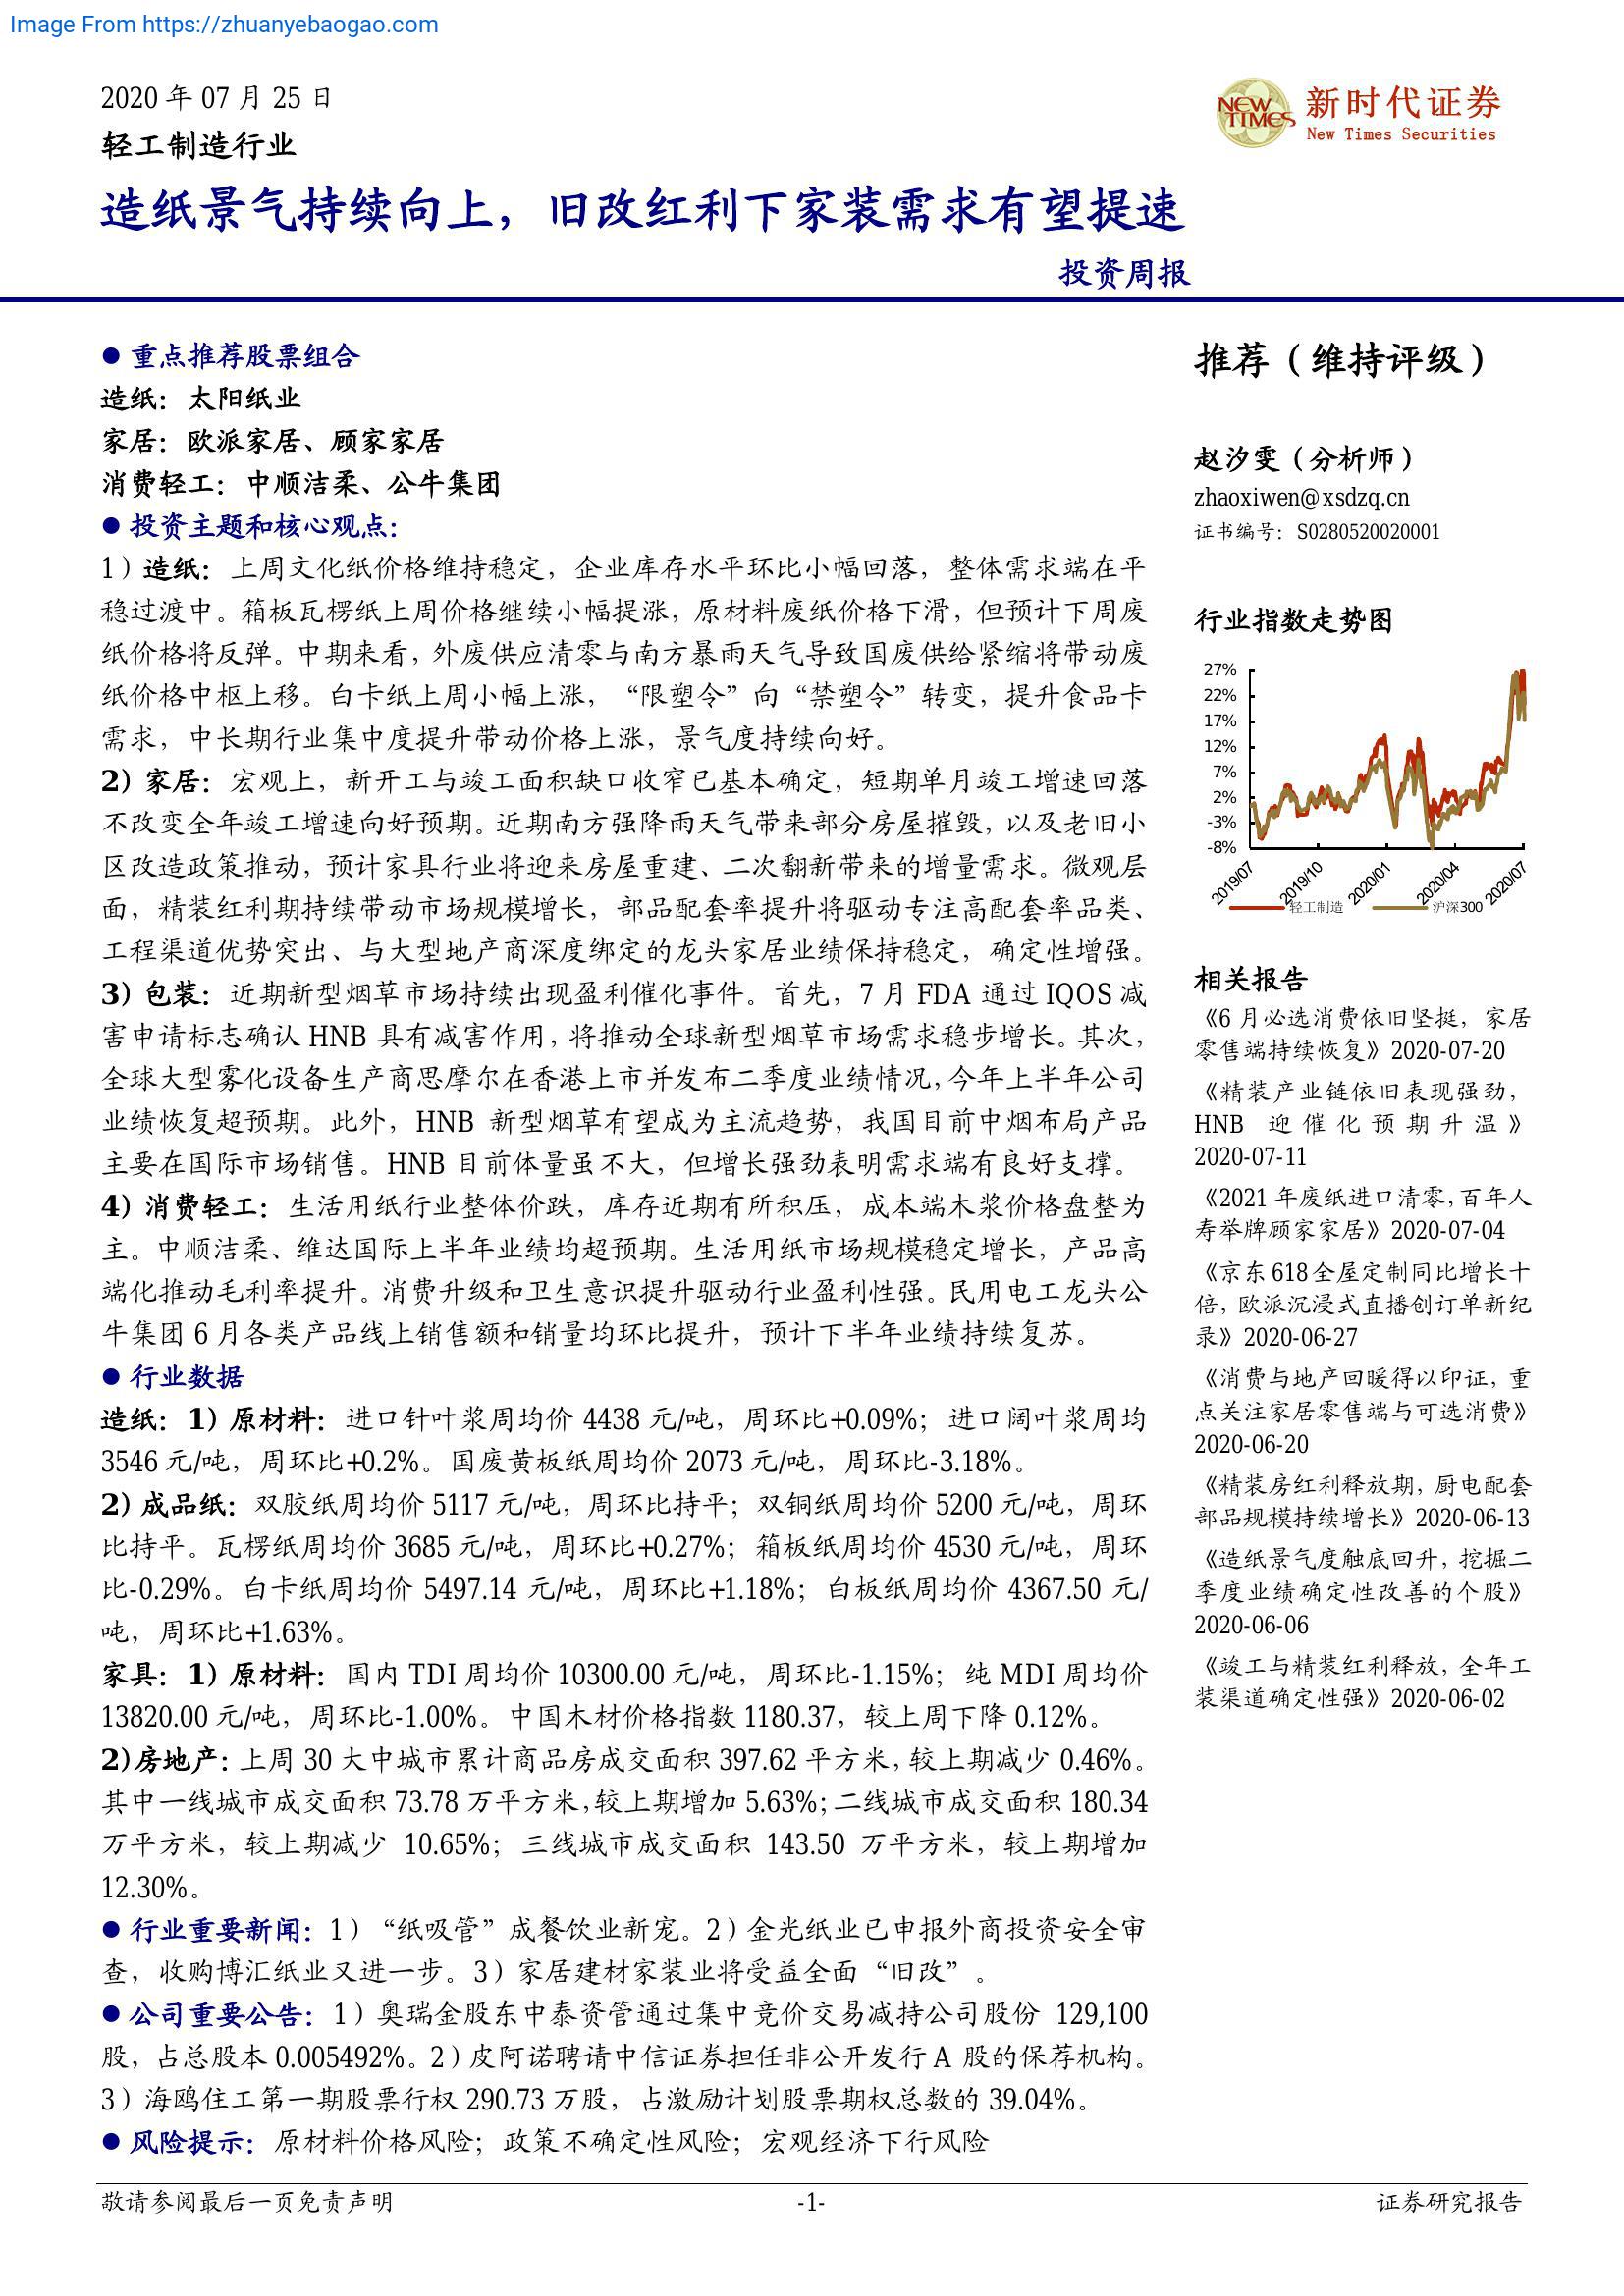 Image From https://zhuanyebaogao.com
2020 年 07 月 25 日
轻工制造行业
NEW TIMES
新时代证券
New Times Securities
造纸景气持续向上，旧改红利下家装需求有望提速
投资周报
● 重点推荐股票组合
造纸：太阳纸业
家居：欧派家居、顾家家居
消费轻工：中顺洁柔、公牛集团
● 投资主题和核心观点：
1）造纸：上周文化纸价格维持稳定，企业库存水平环比小幅回落，整体需求端在平
稳过渡中。箱板瓦楞纸上周价格继续小幅提涨，原材料废纸价格下滑，但预计下周废
纸价格将反弹。中期来看，外废供应清零与南方暴雨天气导致国废供给紧缩将带动废
纸价格中枢上移。白卡纸上周小幅上涨，“限塑令”向“禁塑令”转变，提升食品卡
需求，中长期行业集中度提升带动价格上涨，景气度持续向好。
2）家居：宏观上，新开工与竣工面积缺口收窄已基本确定，短期单月竣工增速回落
不改变全年竣工增速向好预期。近期南方强降雨天气带来部分房屋摧毁，以及老旧小
区改造政策推动，预计家具行业将迎来房屋重建、二次翻新带来的增量需求。微观层
面，精装红利期持续带动市场规模增长，部品配套率提升将驱动专注高配套率品类、
工程渠道优势突出、与大型地产商深度绑定的龙头家居业绩保持稳定，确定性增强。
3）包装：近期新型烟草市场持续出现盈利催化事件。首先，7 月 FDA 通过 IQOS 减
害申请标志确认 HNB 具有减害作用，将推动全球新型烟草市场需求稳步增长。其次，
全球大型雾化设备生产商思摩尔在香港上市并发布二季度业绩情况，今年上半年公司
业绩恢复超预期。此外，HNB 新型烟草有望成为主流趋势，我国目前中烟布局产品
主要在国际市场销售。HNB 目前体量虽不大，但增长强劲表明需求端有良好支撑。
4）消费轻工：生活用纸行业整体价跌，库存近期有所积压，成本端木浆价格盘整为
主。中顺洁柔、维达国际上半年业绩均超预期。生活用纸市场规模稳定增长，产品高
端化推动毛利率提升。消费升级和卫生意识提升驱动行业盈利性强。民用电工龙头公
牛集团 6 月各类产品线上销售额和销量均环比提升，预计下半年业绩持续复苏。
● 行业数据
造纸：1）原材料：进口针叶浆周均价 4438 元/吨，周环比+0.09%；进口阔叶浆周均
3546 元/吨，周环比+0.2%。国废黄板纸周均价 2073 元/吨，周环比-3.18%。
2）成品纸：双胶纸周均价 5117 元/吨，周环比持平；双铜纸周均价 5200 元/吨，周环
比持平。瓦楞纸周均价 3685 元/吨，周环比+0.27%；箱板纸周均价 4530 元/吨，周环
比-0.29%。白卡纸周均价 5497.14 元/吨，周环比+1.18%；白板纸周均价 4367.50 元/
吨，周环比+1.63%。
家具：1）原材料：国内 TDI 周均价 10300.00 元/吨，周环比-1.15%；纯 MDI 周均价
13820.00 元/吨，周环比-1.00%。中国木材价格指数 1180.37，较上周下降 0.12%。
2)房地产：上周 30 大中城市累计商品房成交面积 397.62 平方米，较上期减少 0.46%。
其中一线城市成交面积 73.78 万平方米，较上期增加 5.63%；二线城市成交面积 180.34
万平方米，较上期减少 10.65%；三线城市成交面积 143.50 万平方米，较上期增加
12.30%。
● 行业重要新闻：1）“纸吸管”成餐饮业新宠。2）金光纸业已申报外商投资安全审
查，收购博汇纸业又进一步。3）家居建材家装业将受益全面“旧改”。
● 公司重要公告：1）奥瑞金股东中泰资管通过集中竞价交易减持公司股份 129,100
股，占总股本 0.005492%。2）皮阿诺聘请中信证券担任非公开发行 A 股的保荐机构。
3）海鸥住工第一期股票行权 290.73 万股，占激励计划股票期权总数的 39.04%。
● 风险提示：原材料价格风险；政策不确定性风险；宏观经济下行风险
推荐（维持评级）
赵汐雯（分析师）
zhaoxiwen@xsdzq.cn
证书编号：S0280520020001
行业指数走势图
27%
22%
17%
12%
7%
2%
-3%
-8%
2019/07 2019/10 2020/01 2020/04 2020/07
轻工制造 沪深300
相关报告
《6 月必选消费依旧坚挺，家居
零售端持续恢复》2020-07-20
《精装产业链依旧表现强劲，
HNB 迎催化预期升温》
2020-07-11
《2021 年废纸进口清零，百年人
寿举牌顾家家居》2020-07-04
《京东 618 全屋定制同比增长十
倍，欧派沉浸式直播创订单新纪
录》2020-06-27
《消费与地产回暖得以印证，重
点关注家居零售端与可选消费》
2020-06-20
《精装房红利释放期，厨电配套
部品规模持续增长》2020-06-13
《造纸景气度触底回升，挖掘二
季度业绩确定性改善的个股》
2020-06-06
《竣工与精装红利释放，全年工
装渠道确定性强》2020-06-02
敬请参阅最后一页免责声明
-1-
证券研究报告